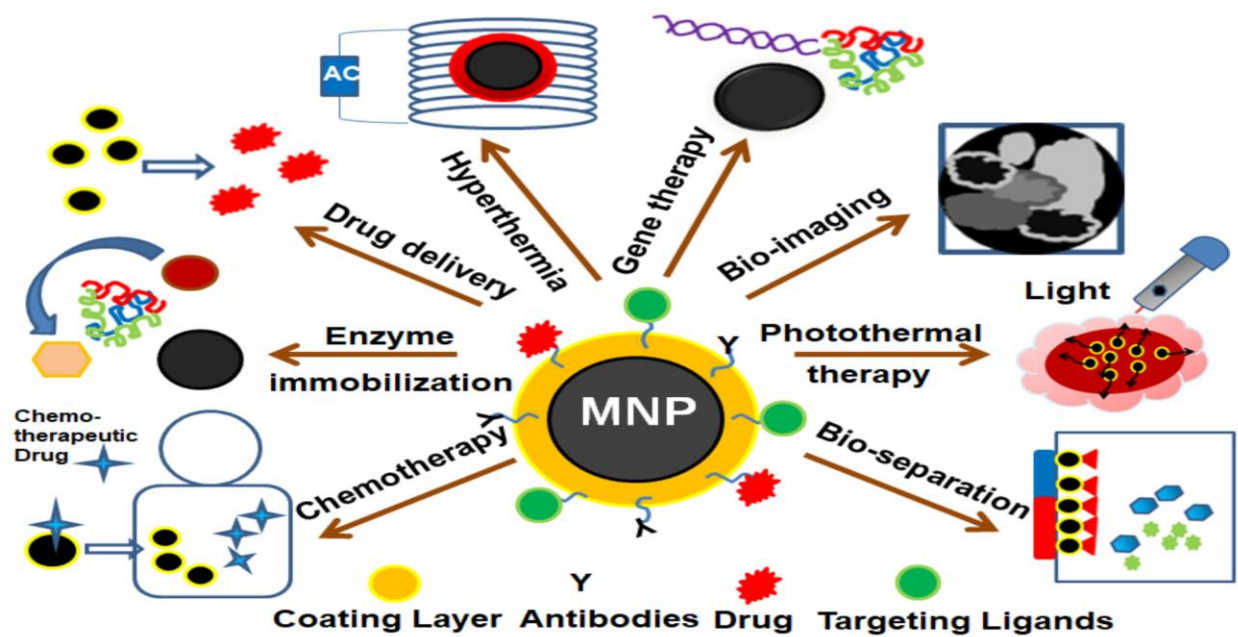 AC
Hyperthermia
Gene therapy
Drug delivery
Bio-imaging
Light
Enzyme
immobilization
Photothermal
therapy
MNP
Y
Y
Y
Chemo-
therapeutic
Drug
Chemotherapy
Bio-separation
Y
Coating Layer
Antibodies
Drug
Targeting Ligands